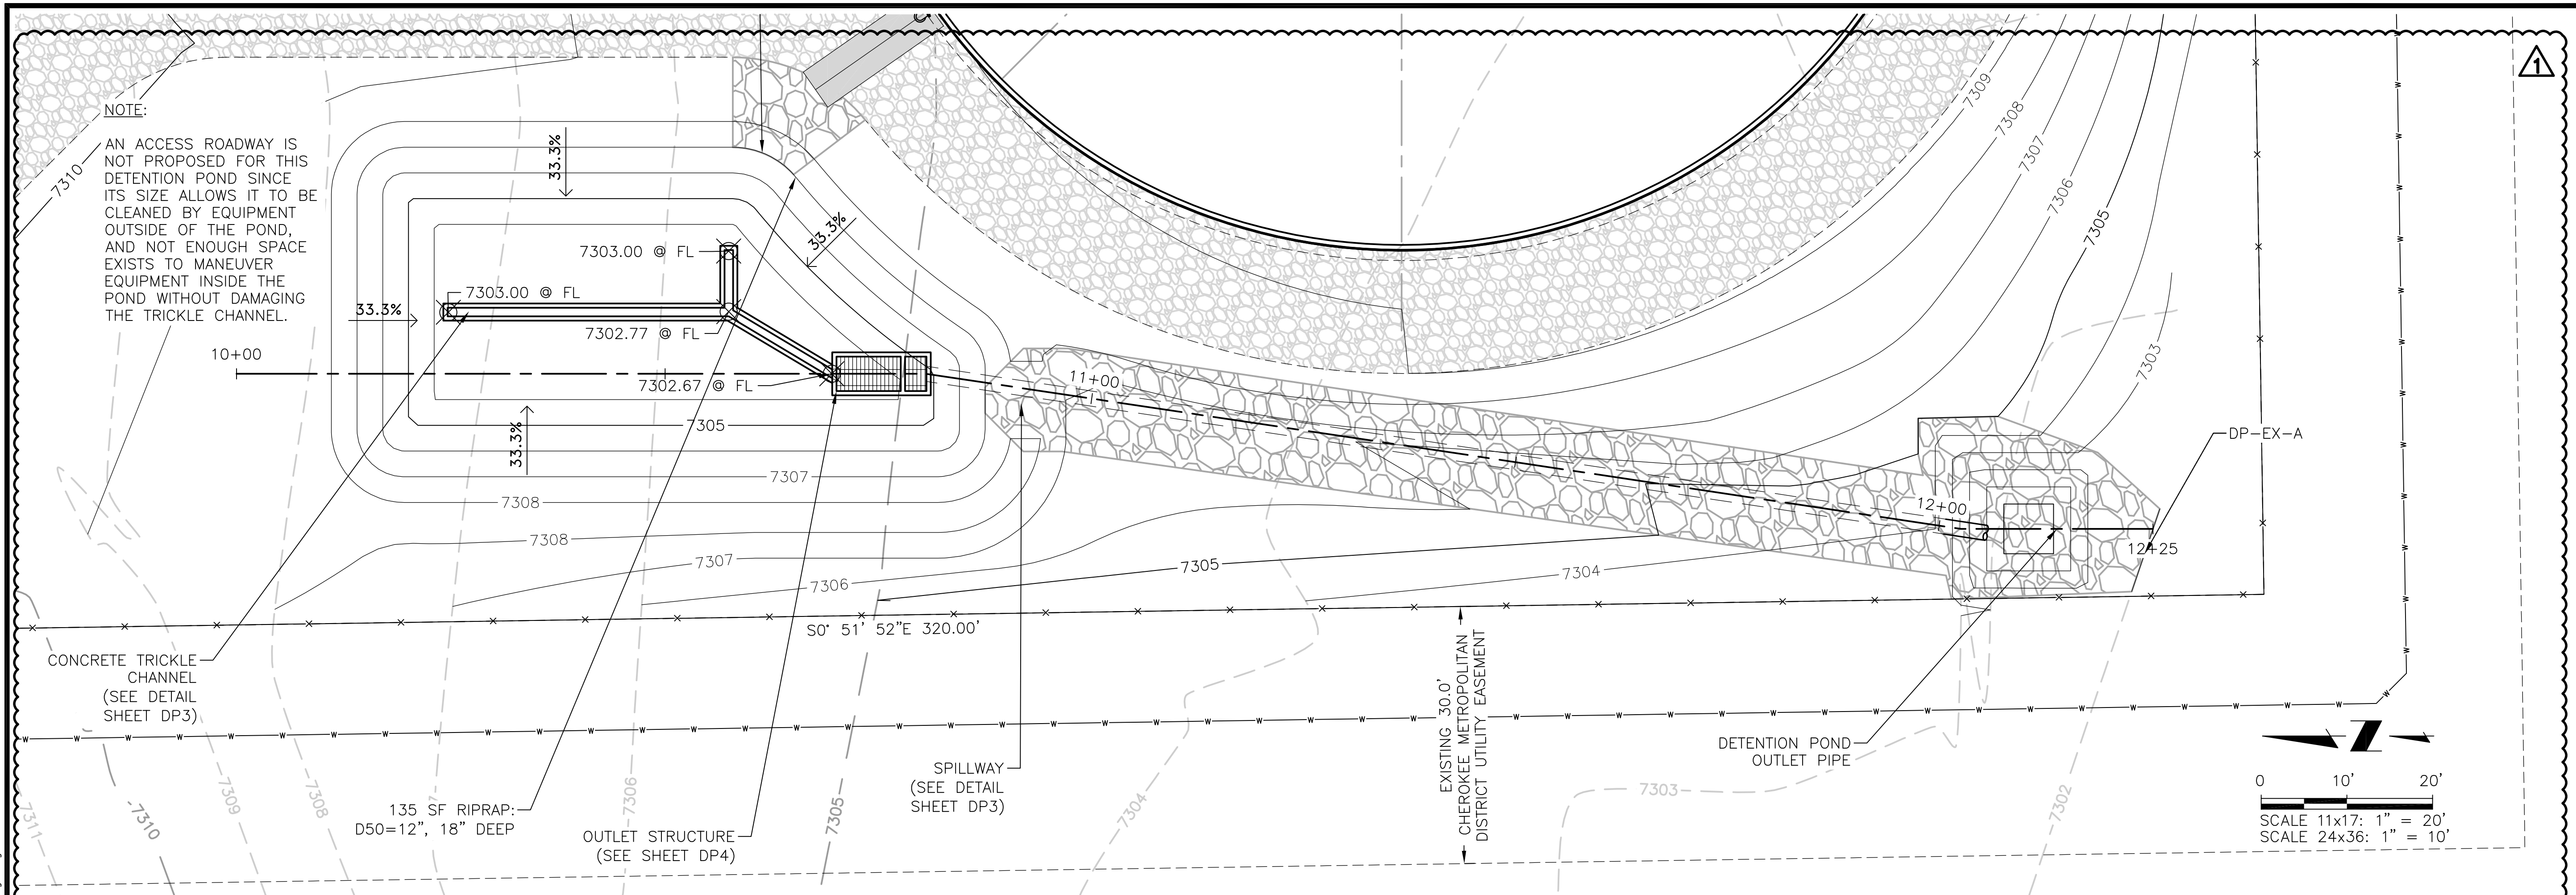 NOTE:
AN ACCESS ROADWAY IS
NOT PROPOSED FOR THIS
DETENTION POND SINCE
ITS SIZE ALLOWS IT TO BE
CLEANED BY EQUIPMENT
OUTSIDE OF THE POND,
AND NOT ENOUGH SPACE
EXISTS TO MANEUVER
EQUIPMENT INSIDE THE
POND WITHOUT DAMAGING
THE TRICKLE CHANNEL.
7310
10+00
33.3%
33.3%
33.3%
33.3%
7303.00 @ FL
7303.00 @ FL
7302.77 @ FL
7302.67 @ FL
7305
7307
7308
7308
7307
7306
7305
7304
11+00
12+00
12+25
7309
7308
7307
7306
7305
7303
1
DP-EX-A
S0° 51' 52"E 320.00'
CONCRETE TRICKLE
CHANNEL
(SEE DETAIL
SHEET DP3)
135 SF RIPRAP:
D50=12", 18" DEEP
OUTLET STRUCTURE
(SEE SHEET DP4)
SPILLWAY
(SEE DETAIL
SHEET DP3)
EXISTING 30.0'
CHEROKEE METROPOLITAN
DISTRICT UTILITY EASEMENT
DETENTION POND
OUTLET PIPE
7311
7310
7309
7308
7306
7305
7304
7303
7302
Z
0 10' 20'
SCALE 11x17: 1" = 20'
SCALE 24x36: 1" = 10'